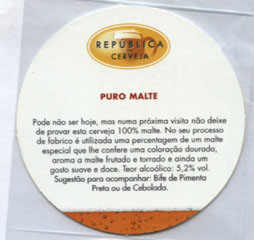 REPÚBLICA
DA
CERVEJA
PURO MALTE
Pode não ser hoje, mas numa próxima visita não deixe
de provar esta cerveja 100% malte. No seu processo
de fabrico é utilizada uma percentagem de um malte
especial que lhe confere uma coloração dourada,
aroma a malte frutado e torrado e ainda um
gosto suave e doce. Teor alcoólico: 5,2% vol.
Sugestão para acompanhar: Bife de Pimenta
Preta ou de Cebolada.